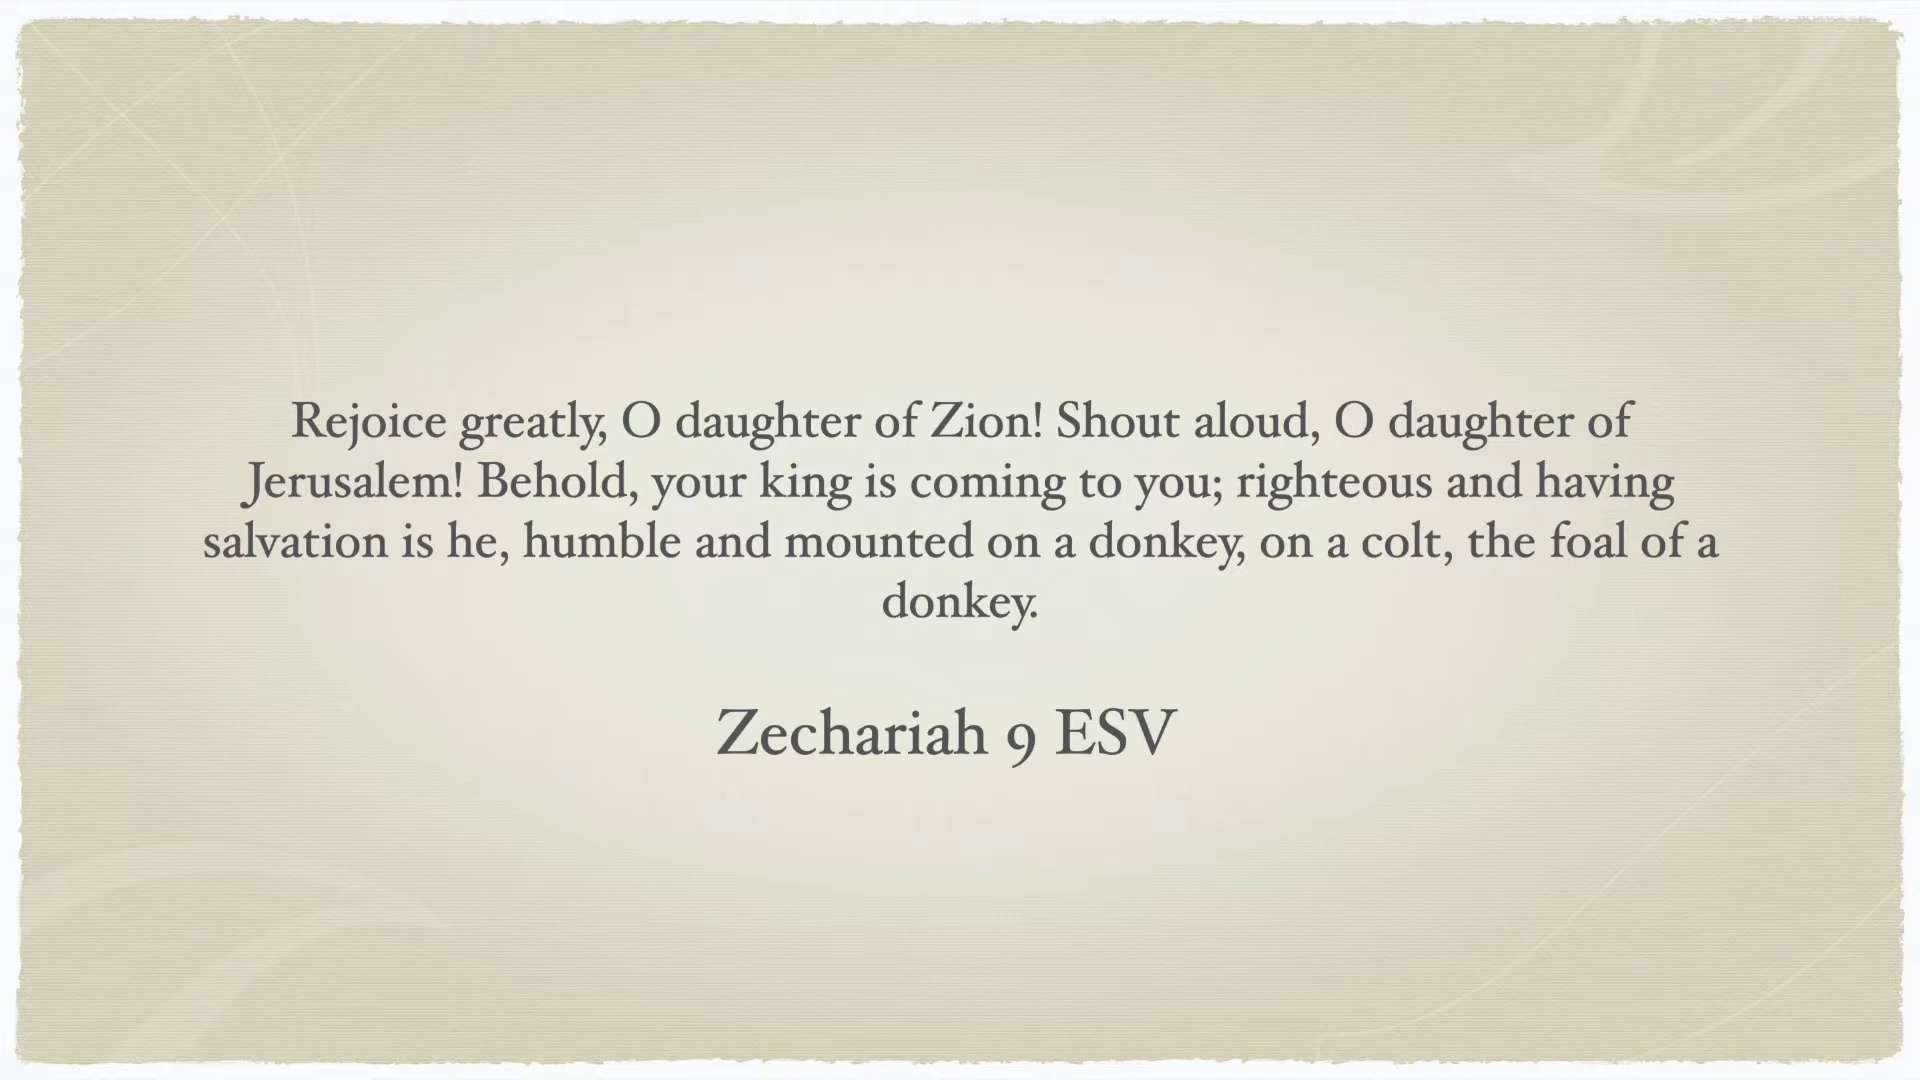 Rejoice greatly, O daughter of Zion! Shout aloud, O daughter of
Jerusalem! Behold, your king is coming to you; righteous and having
salvation is he, humble and mounted on a donkey, on a colt, the foal of a
donkey.
Zechariah 9 ESV